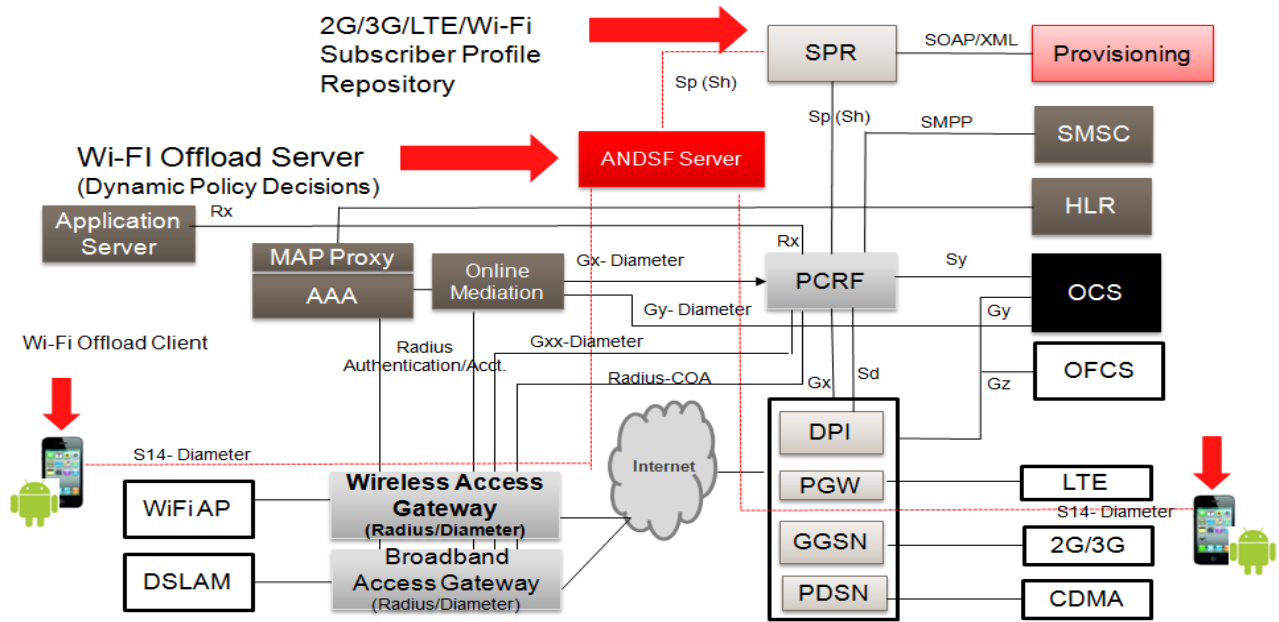 2G/3G/LTE/Wi-Fi
Subscriber Profile
Repository
SPR
SOAP/XML
Provisioning
Sp (Sh)
Sp (Sh)
SMPP
SMSC
Wi-FI Offload Server
(Dynamic Policy Decisions)
ANDSF Server
HLR
Application
Server
Rx
Rx
MAP Proxy
AAA
Online
Mediation
Gx- Diameter
PCRF
Sy
OCS
Gy- Diameter
Gy
Wi-Fi Offload Client
Radius
Authentication/Acct.
Gxx-Diameter
Radius-COA
Gx
Sd
Gz
OFCS
DPI
S14- Diameter
Internet
WiFi AP
Wireless Access
Gateway
(Radius/Diameter)
PGW
LTE
S14- Diameter
GGSN
2G/3G
DSLAM
Broadband
Access Gateway
(Radius/Diameter)
PDSN
CDMA